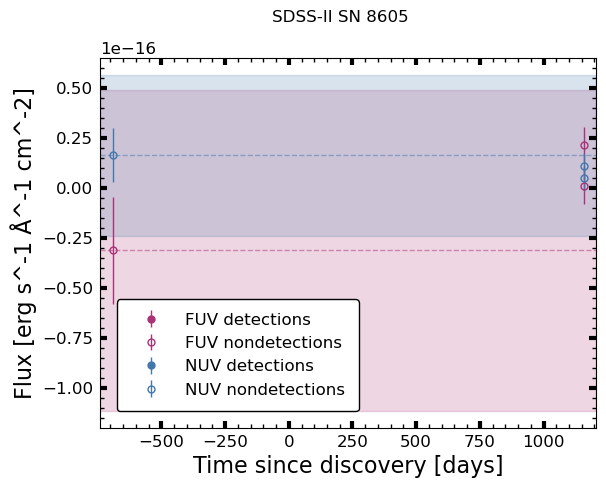 SDSS-II SN 8605
1e−16
Flux [erg s^-1 Å^-1 cm^-2]
0.50
0.25
0.00
−0.25
−0.50
−0.75
−1.00
FUV detections
FUV nondetections
NUV detections
NUV nondetections
−500 −250 0 250 500 750 1000
Time since discovery [days]